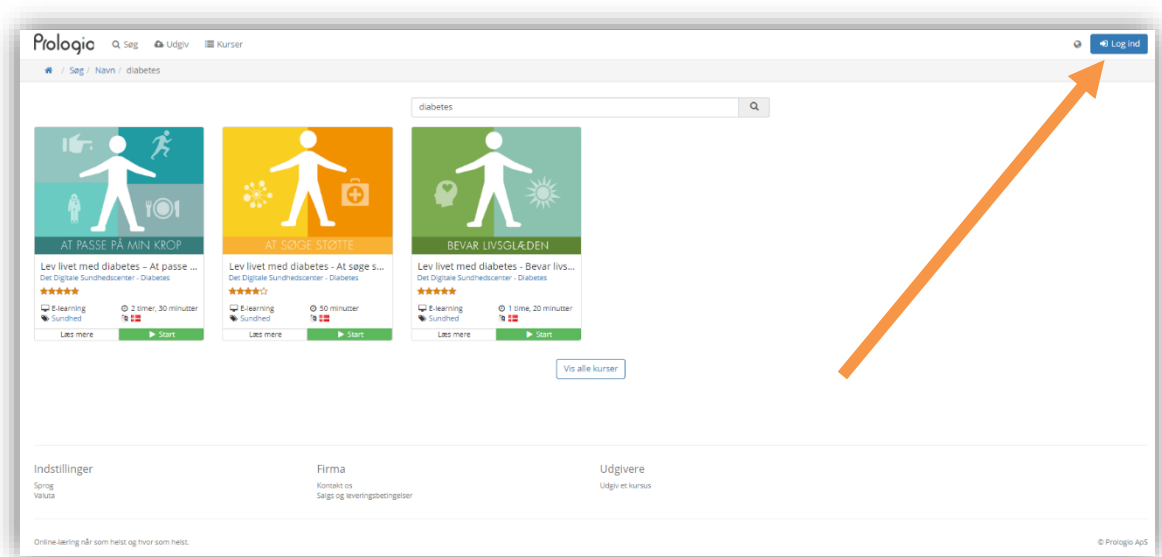 Prologio Søg Udgiv Kurser Log ind
/ Søg / Navn / diabetes
diabetes
AT PASSE PÅ MIN KROP
Lev livet med diabetes – At passe ...
Det Digitale Sundhedscenter - Diabetes
E-learning 2 timer, 30 minutter
Sundhed
Læs mere Start
AT SØGE STØTTE
Lev livet med diabetes - At søge s...
Det Digitale Sundhedscenter - Diabetes
E-learning 50 minutter
Sundhed
Læs mere Start
BEVAR LIVSGLÆDEN
Lev livet med diabetes - Bevar livs...
Det Digitale Sundhedscenter - Diabetes
E-learning 1 time, 20 minutter
Sundhed
Læs mere Start
Vis alle kurser
Indstillinger
Sprog
Valuta
Firma
Kontakt os
Salgs og leveringsbetingelser
Udgivere
Udgiv et kursus
Online-læring når som helst og hvor som helst.
© Prologio ApS